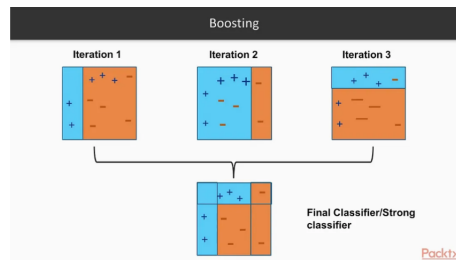 Boosting
Iteration 1
Iteration 2
Iteration 3
Final Classifier/Strong
classifier
Packt>